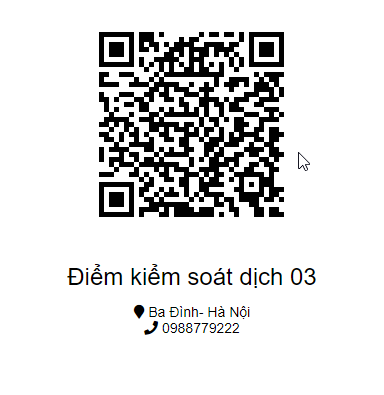 Điểm kiểm soát dịch 03
Ba Đình- Hà Nội
0988779222